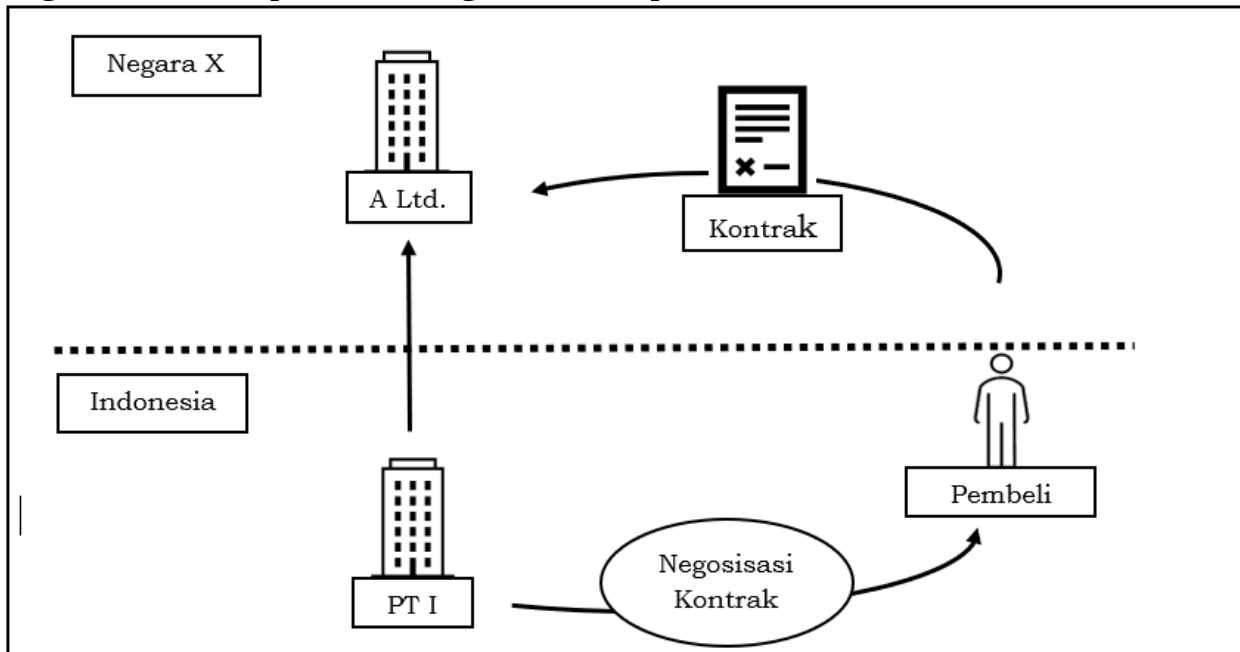 Negara X
A Ltd.
Kontrak
Indonesia
Pembeli
Negosisasi
Kontrak
PT I